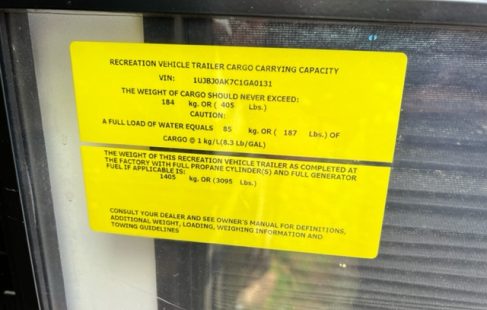 RECREATION VEHICLE TRAILER CARGO CARRYING CAPACITY
VIN: 1UJBJ0AK7C1GA0131
THE WEIGHT OF CARGO SHOULD NEVER EXCEED:
184 kg. OR ( 405 Lbs.)
CAUTION:
A FULL LOAD OF WATER EQUALS 85 kg. OR ( 187 Lbs.) OF
CARGO @ 1 kg/L(8.3 Lb/GAL)
THE WEIGHT OF THIS RECREATION VEHICLE TRAILER AS COMPLETED AT
THE FACTORY WITH FULL PROPANE CYLINDER(S) AND FULL GENERATOR
FUEL IF APPLICABLE IS:
1405 kg. OR (3095 Lbs.)
CONSULT YOUR DEALER AND SEE OWNER'S MANUAL FOR DEFINITIONS,
ADDITIONAL WEIGHT, LOADING, WEIGHING INFORMATION AND
TOWING GUIDELINES